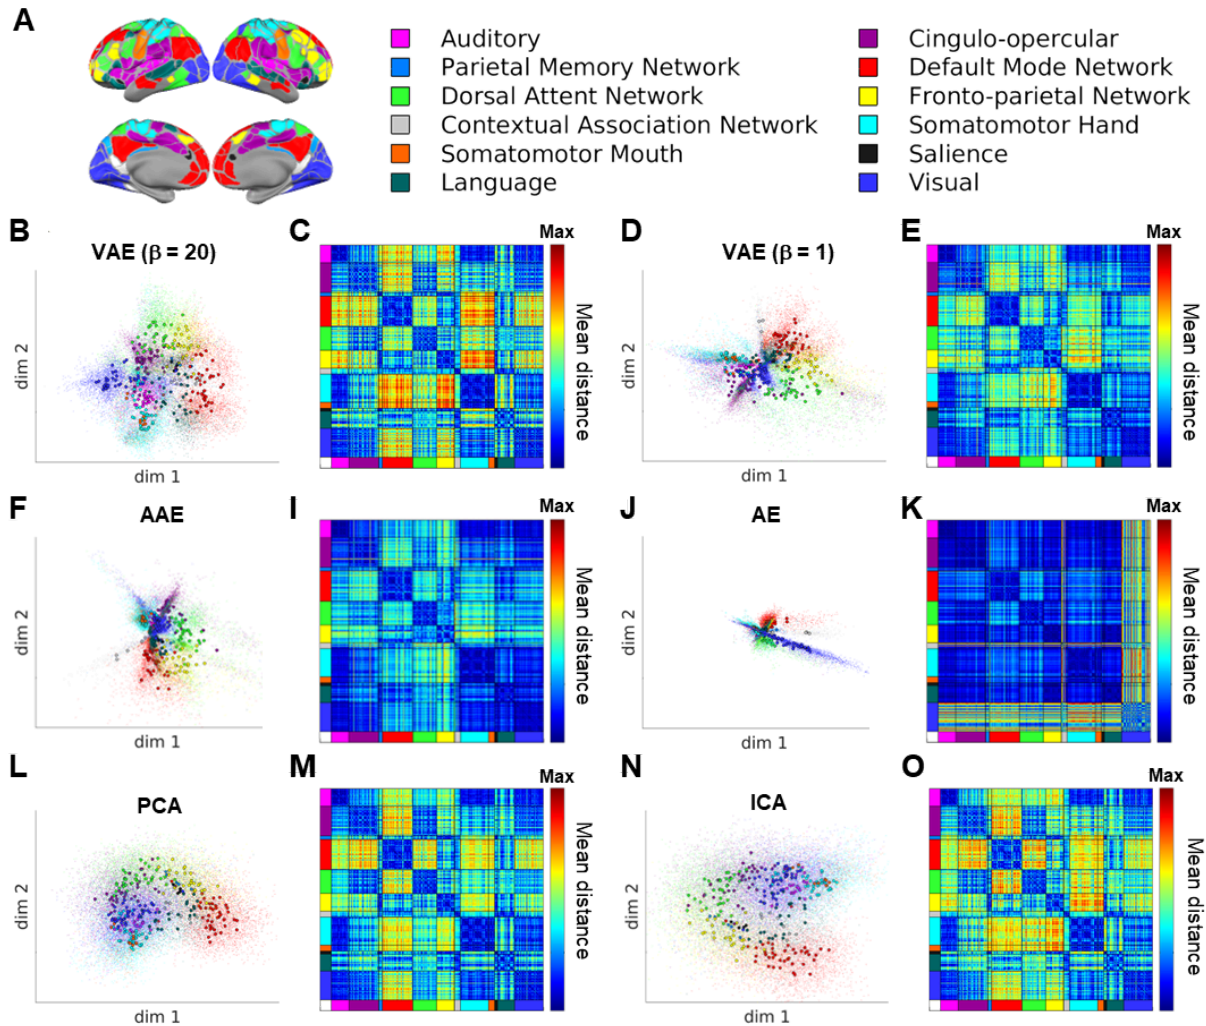 A
Auditory
Parietal Memory Network
Dorsal Attent Network
Contextual Association Network
Somatomotor Mouth
Language
Cingulo-opercular
Default Mode Network
Fronto-parietal Network
Somatomotor Hand
Salience
Visual
B
VAE (β = 20)
dim 2
dim 1
C
Max
Mean distance
D
VAE (β = 1)
dim 2
dim 1
E
Max
Mean distance
F
AAE
dim 2
dim 1
I
Max
Mean distance
J
AE
dim 2
dim 1
K
Max
Mean distance
L
PCA
dim 2
dim 1
M
Max
Mean distance
N
ICA
dim 2
dim 1
O
Max
Mean distance